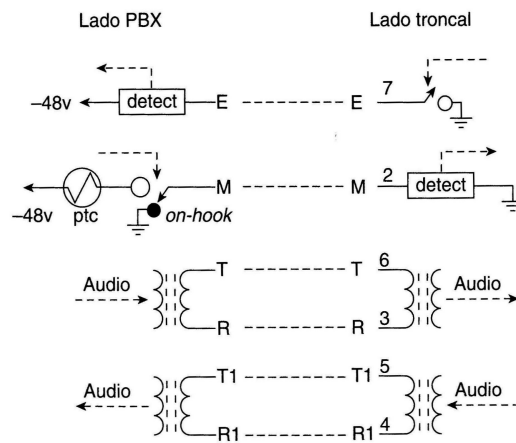 Lado PBX Lado troncal
–48v detect E E 7
M M 2 detect
–48v ptc on-hook
T T 6
Audio Audio
R R 3
T1 T1 5
Audio Audio
R1 R1 4